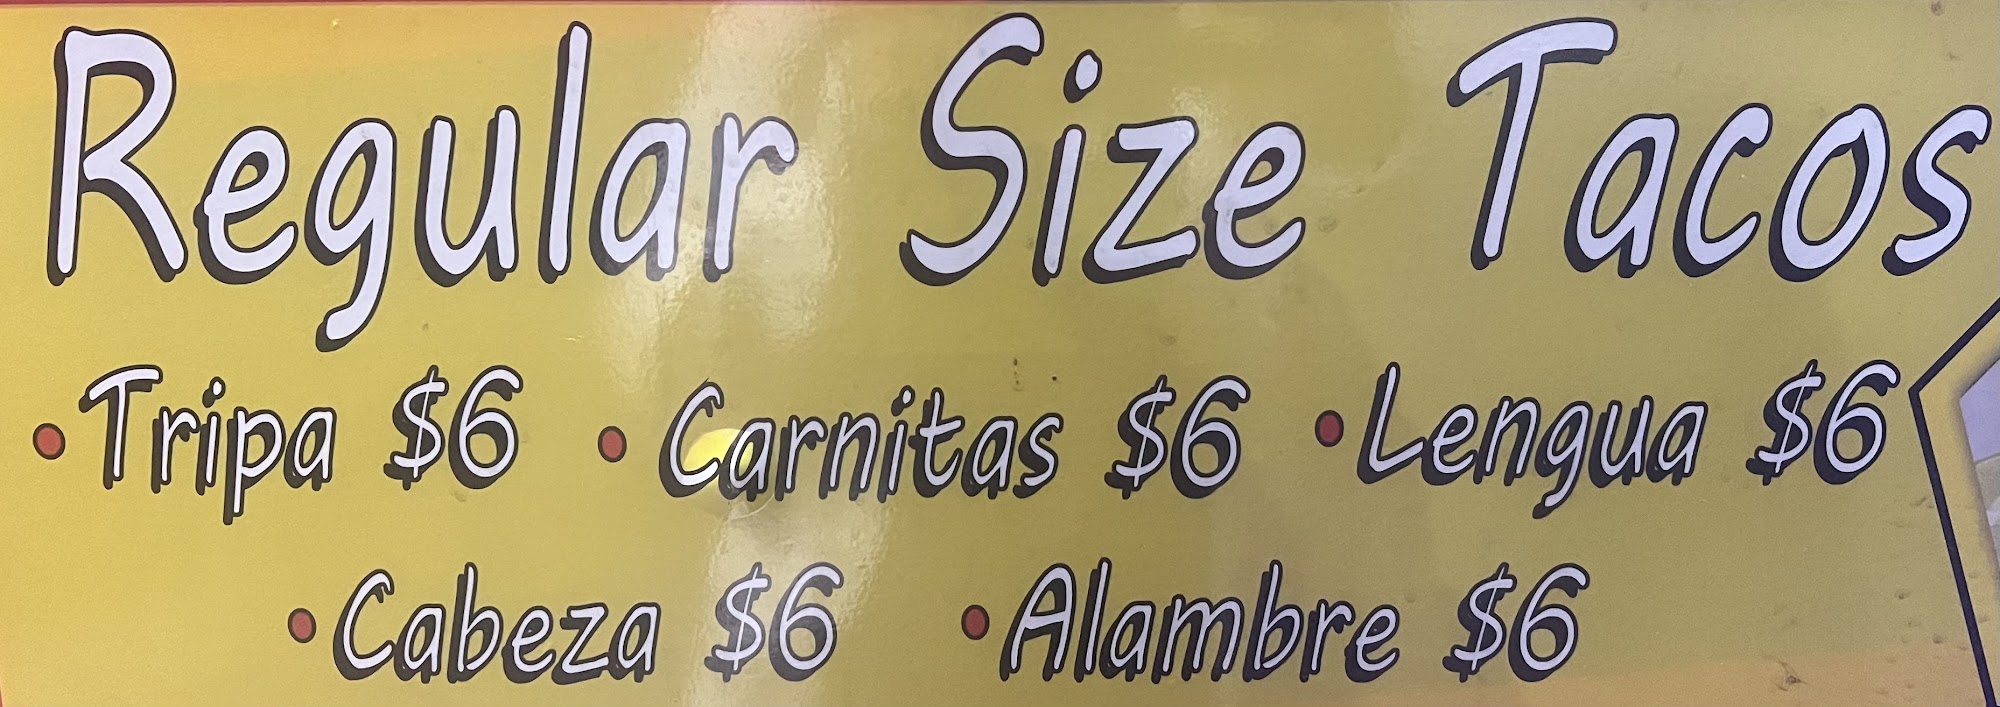 Regular Size Tacos
• Tripa $6 • Carnitas $6 • Lengua $6
• Cabeza $6 • Alambre $6